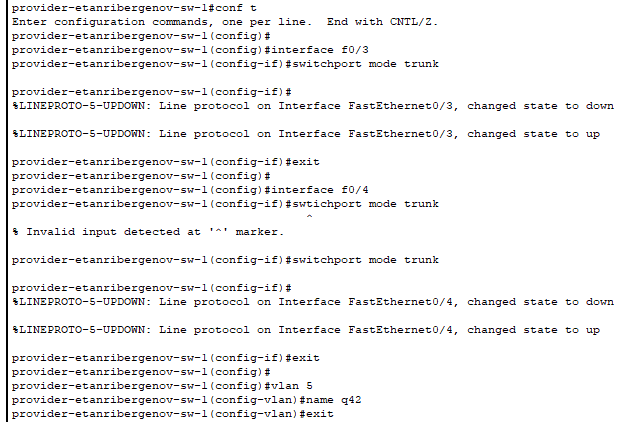 provider-etanribergenov-sw-1#conf t
Enter configuration commands, one per line.  End with CNTL/Z.
provider-etanribergenov-sw-1(config)#
provider-etanribergenov-sw-1(config)#interface f0/3
provider-etanribergenov-sw-1(config-if)#switchport mode trunk
provider-etanribergenov-sw-1(config-if)#
%LINEPROTO-5-UPDOWN: Line protocol on Interface FastEthernet0/3, changed state to down
%LINEPROTO-5-UPDOWN: Line protocol on Interface FastEthernet0/3, changed state to up
provider-etanribergenov-sw-1(config-if)#exit
provider-etanribergenov-sw-1(config)#
provider-etanribergenov-sw-1(config)#interface f0/4
provider-etanribergenov-sw-1(config-if)#swtichport mode trunk
^
% Invalid input detected at '^' marker.
provider-etanribergenov-sw-1(config-if)#switchport mode trunk
provider-etanribergenov-sw-1(config-if)#
%LINEPROTO-5-UPDOWN: Line protocol on Interface FastEthernet0/4, changed state to down
%LINEPROTO-5-UPDOWN: Line protocol on Interface FastEthernet0/4, changed state to up
provider-etanribergenov-sw-1(config-if)#exit
provider-etanribergenov-sw-1(config)#
provider-etanribergenov-sw-1(config)#vlan 5
provider-etanribergenov-sw-1(config-vlan)#name q42
provider-etanribergenov-sw-1(config-vlan)#exit